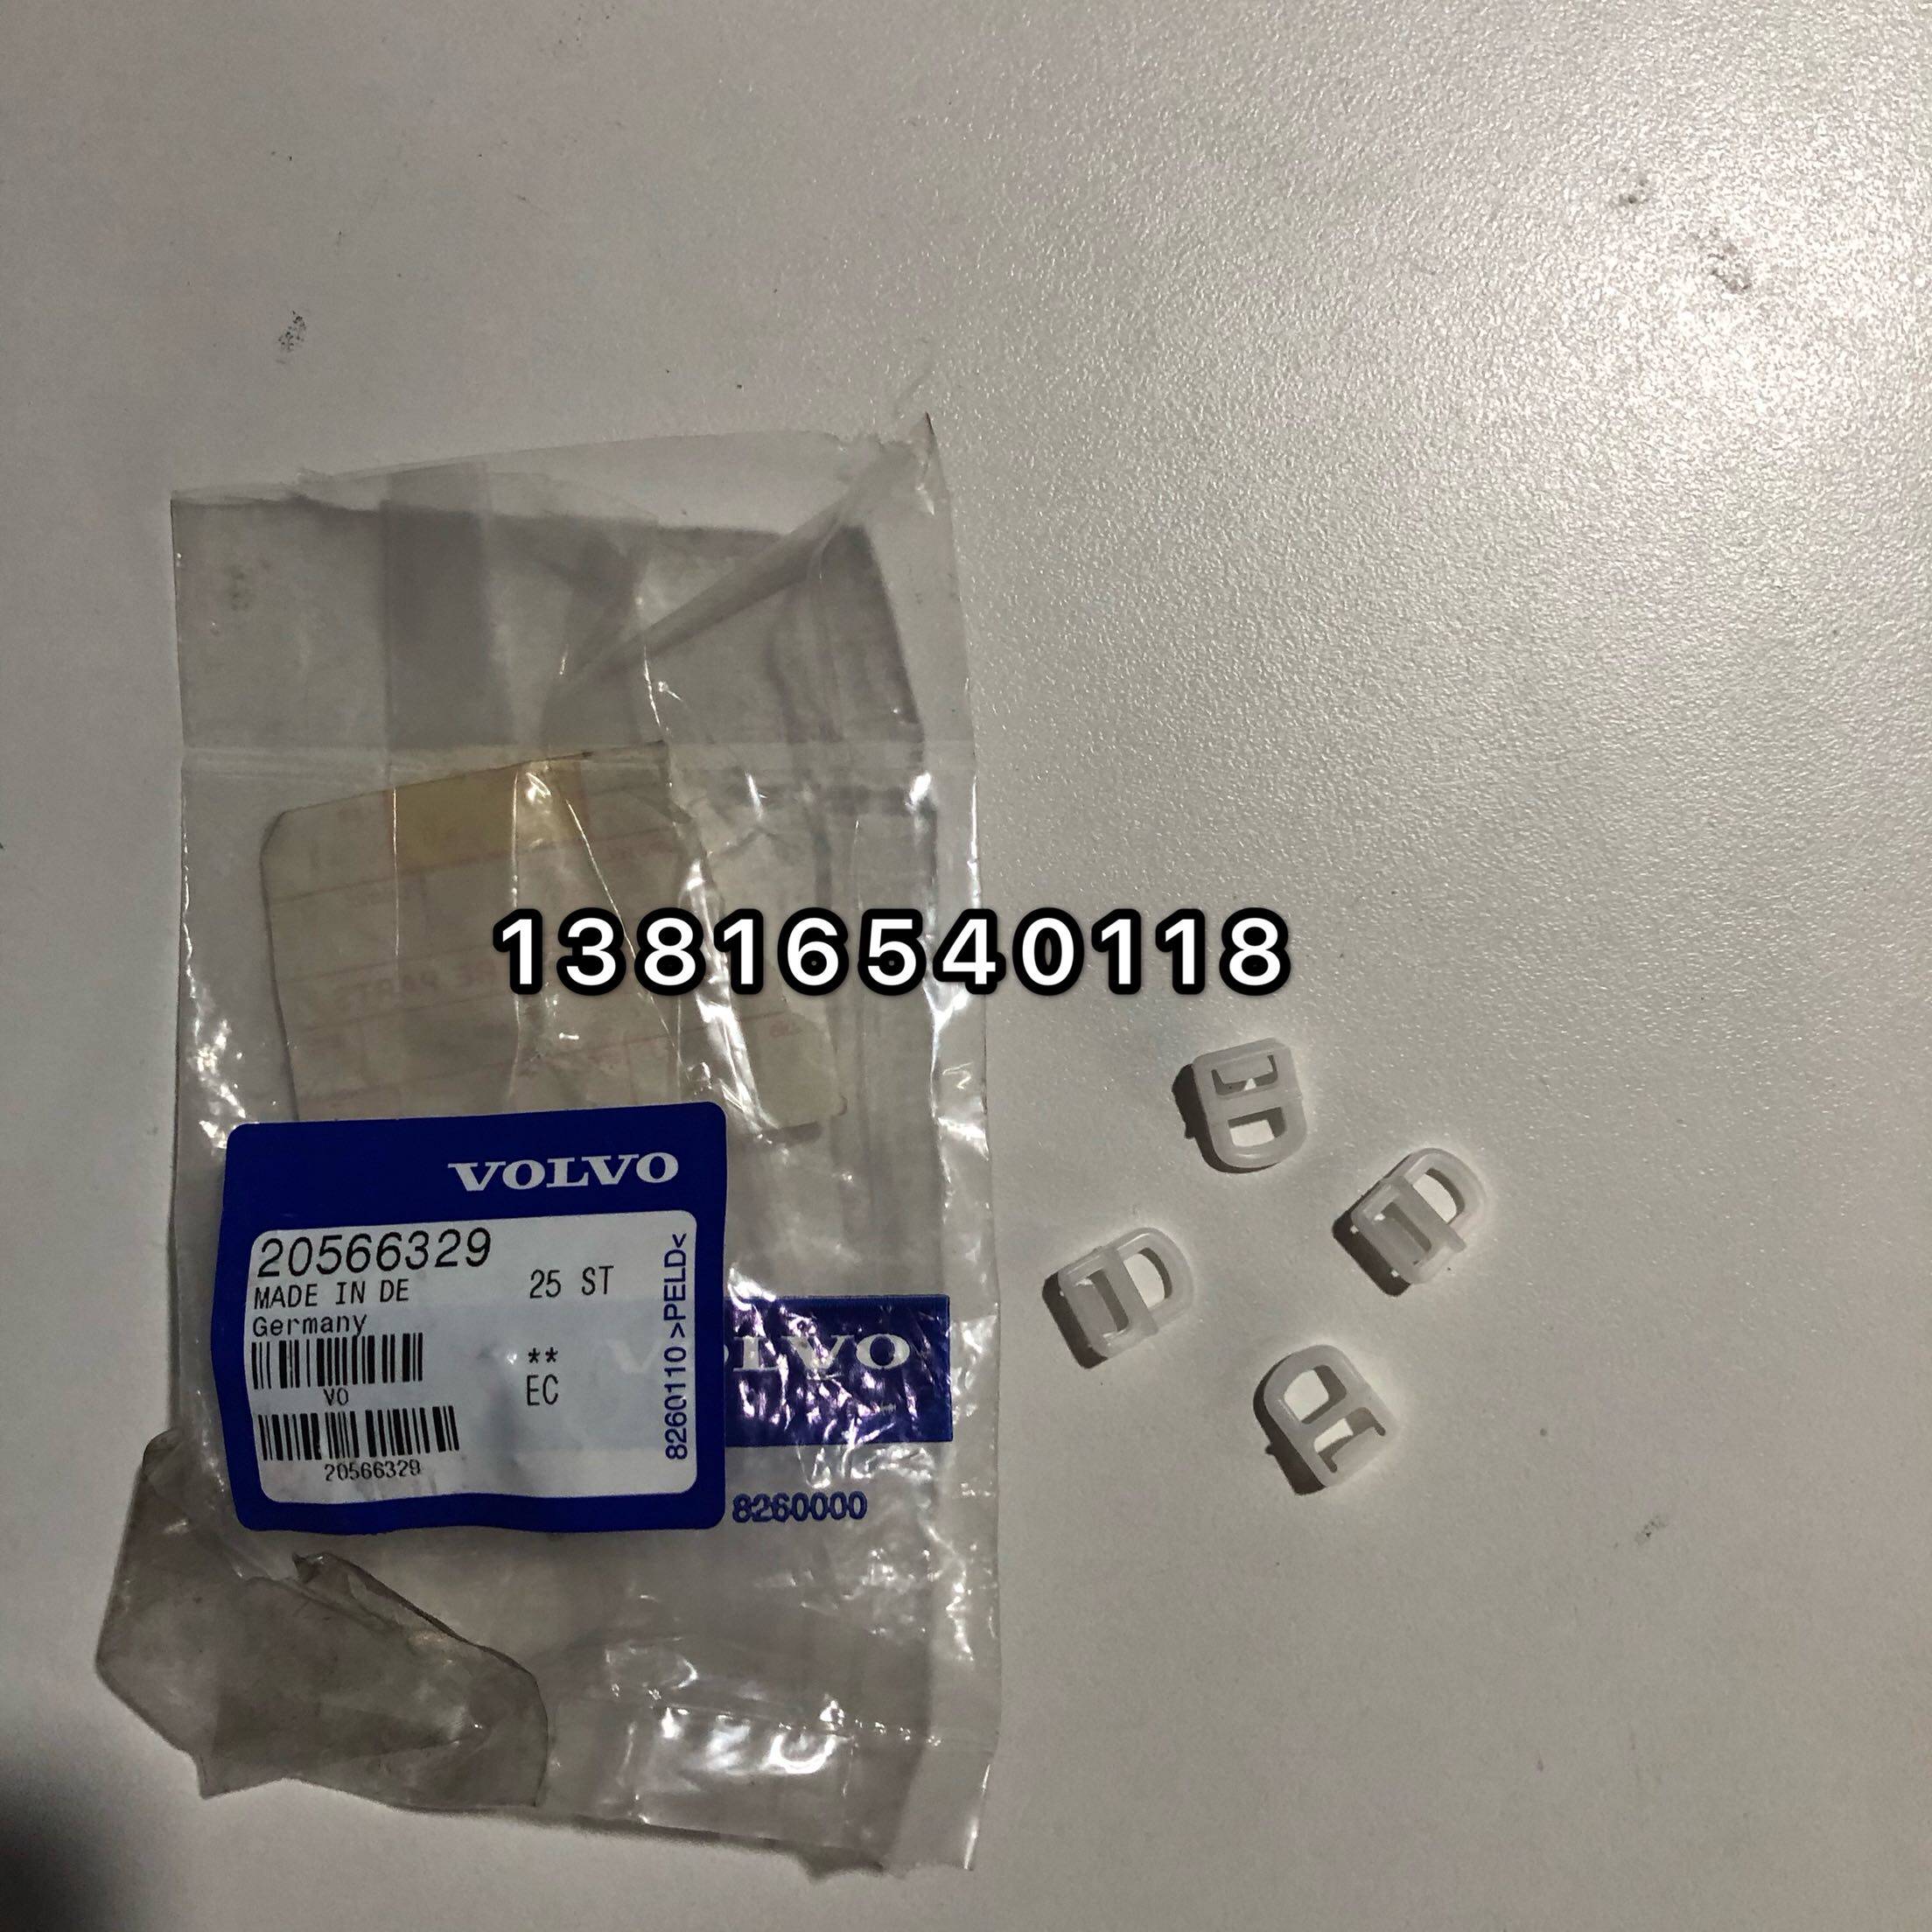 13816540118
VOLVO
20566329
MADE IN DE
25 ST
Germany
**
VO
EC
20566329
8260110 >PELD<
VOLVO
8260000